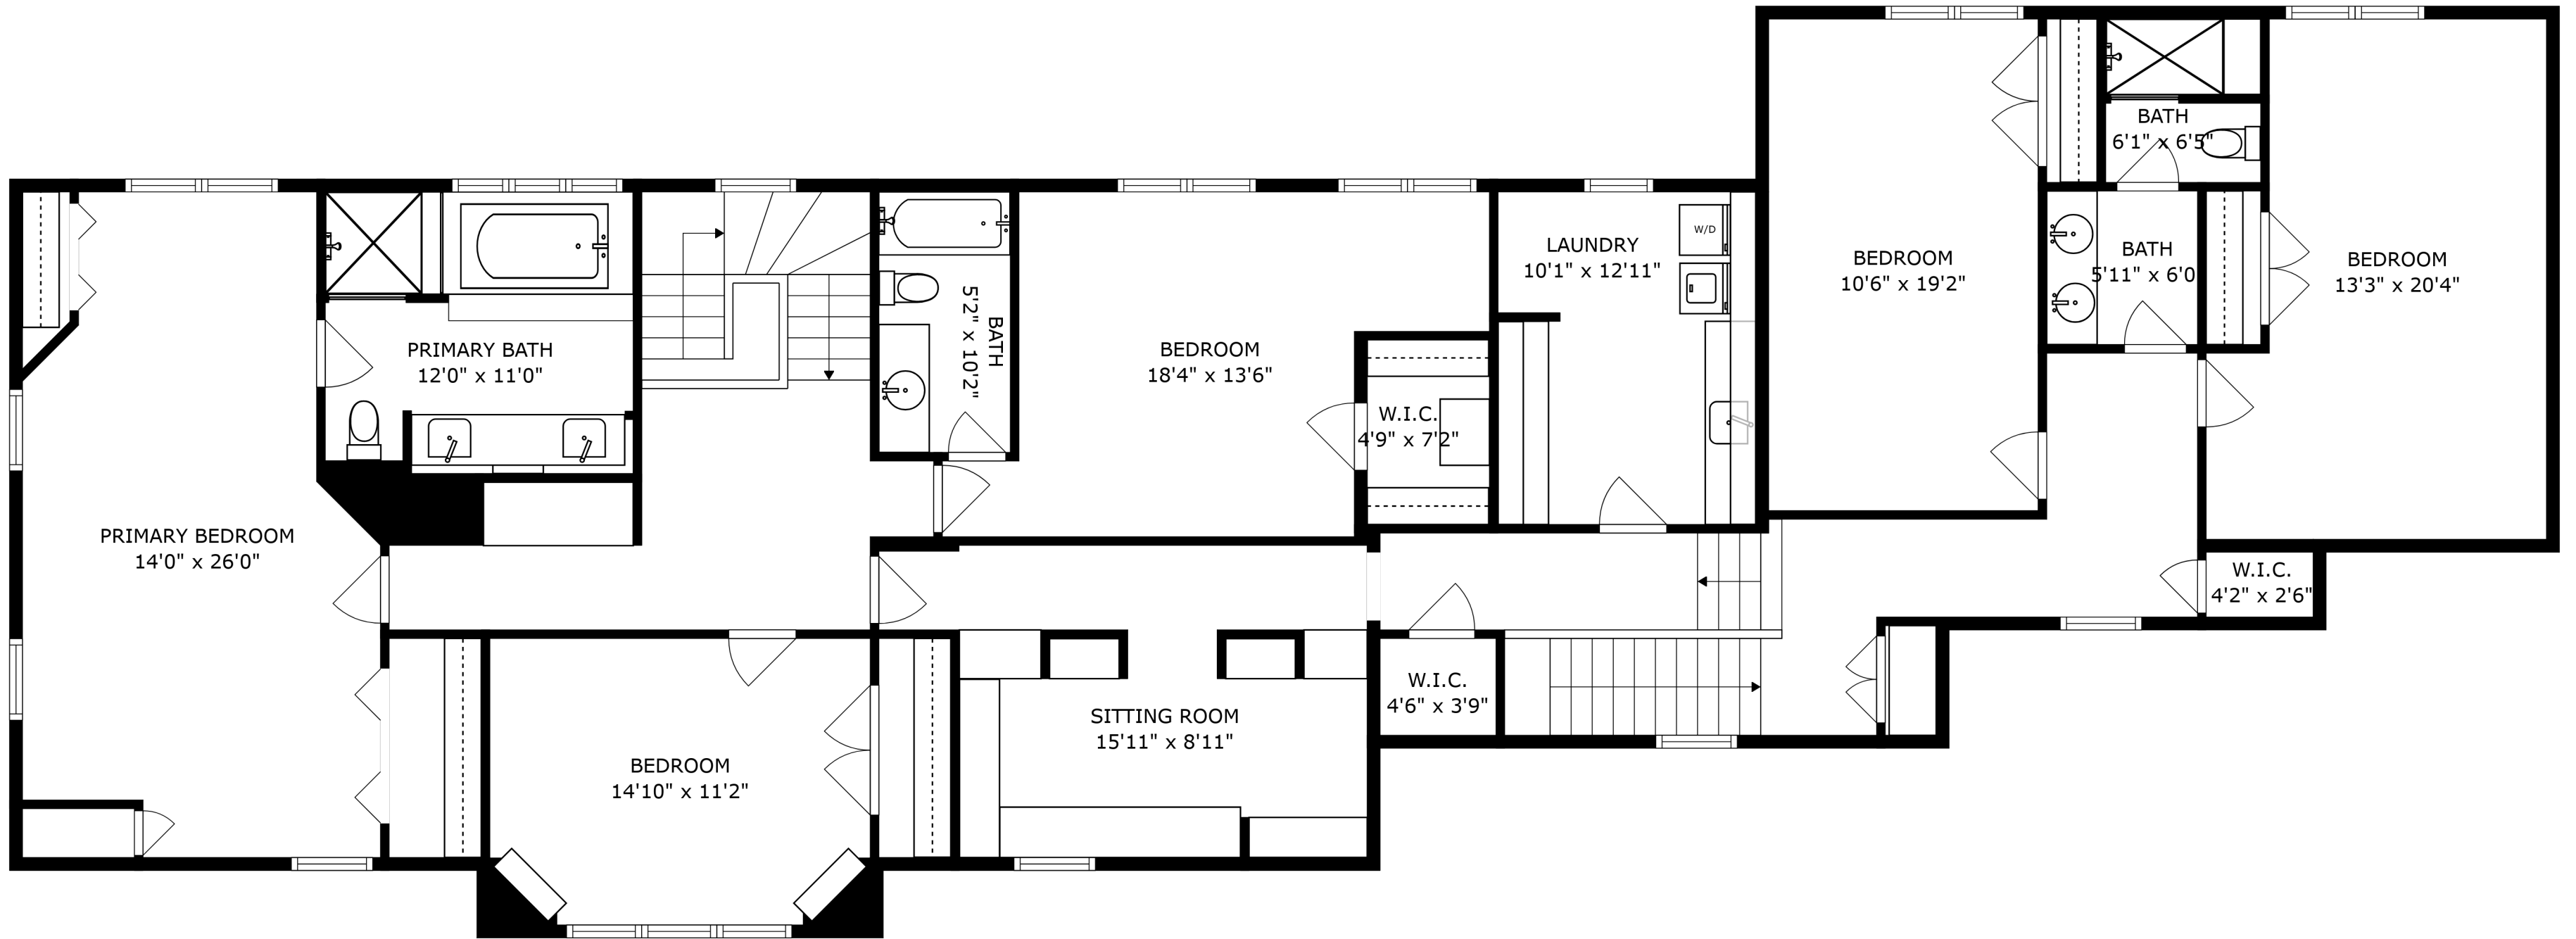 BATH
6'1" x 6'5"
W/D
LAUNDRY
10'1" x 12'11"
BEDROOM
10'6" x 19'2"
BATH
5'11" x 6'0
BEDROOM
13'3" x 20'4"
PRIMARY BATH
12'0" x 11'0"
BATH
5'2" x 10'2"
BEDROOM
18'4" x 13'6"
W.I.C.
4'9" x 7'2"
PRIMARY BEDROOM
14'0" x 26'0"
W.I.C.
4'2" x 2'6"
W.I.C.
4'6" x 3'9"
SITTING ROOM
15'11" x 8'11"
BEDROOM
14'10" x 11'2"